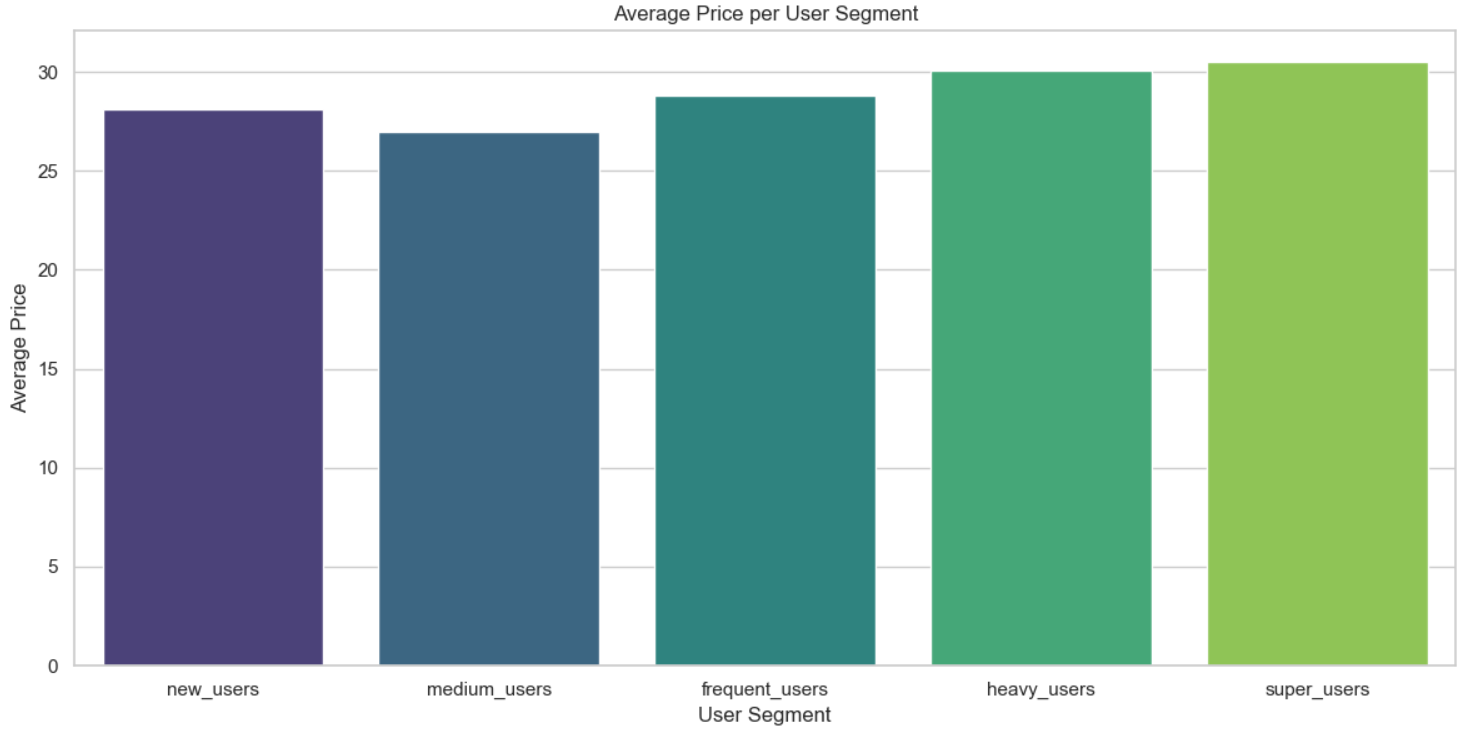 Average Price per User Segment
Average Price
30
25
20
15
10
5
0
new_users medium_users frequent_users heavy_users super_users
User Segment